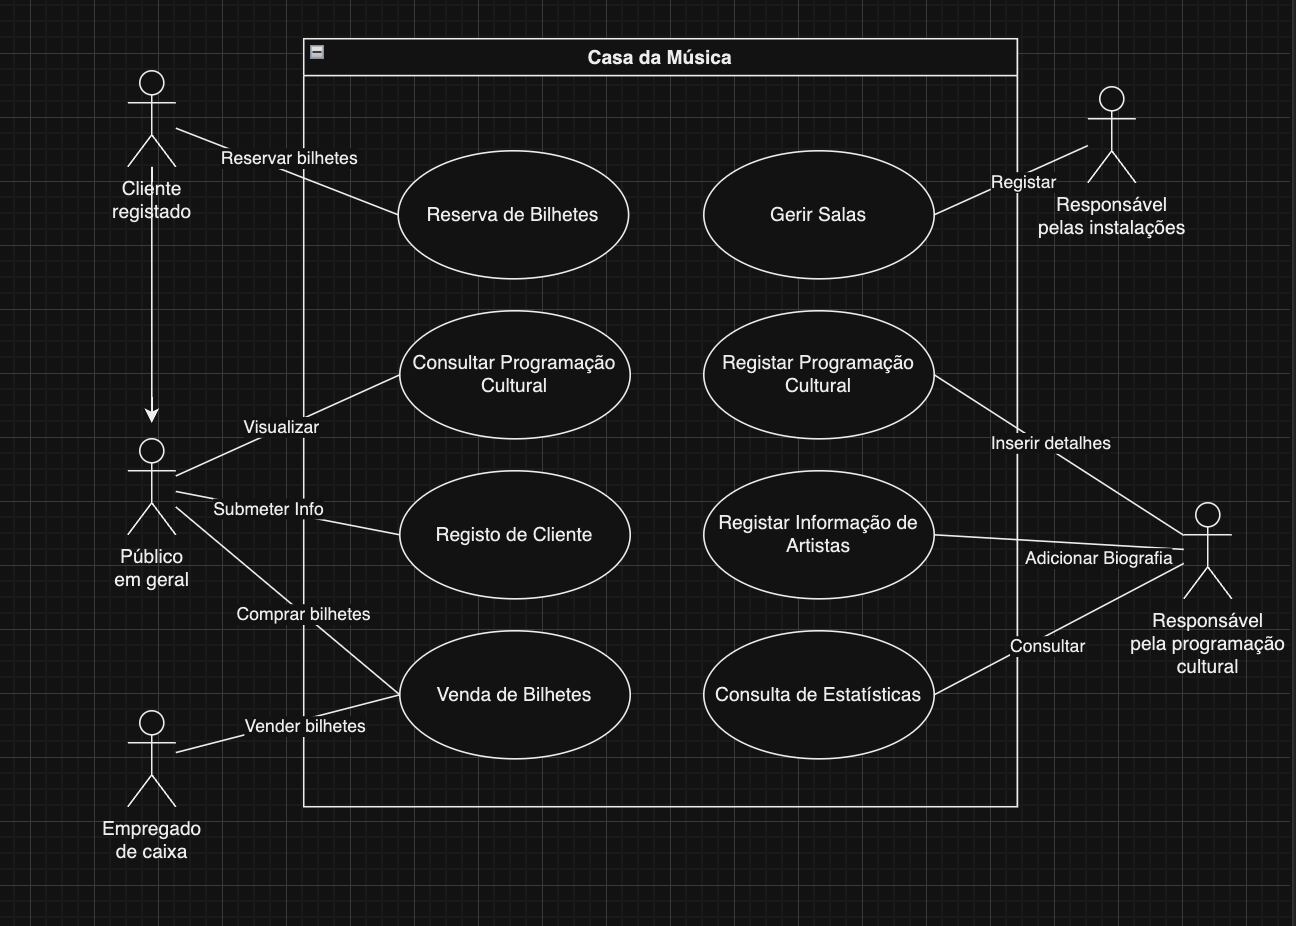 Casa da Música
Cliente
registado
Reservar bilhetes
Reserva de Bilhetes
Gerir Salas
Registar
Responsável
pelas instalações
Consultar Programação
Cultural
Registar Programação
Cultural
Visualizar
Inserir detalhes
Público
em geral
Submeter Info
Registo de Cliente
Registar Informação de
Artistas
Adicionar Biografia
Responsável
pela programação
cultural
Comprar bilhetes
Consultar
Venda de Bilhetes
Consulta de Estatísticas
Vender bilhetes
Empregado
de caixa